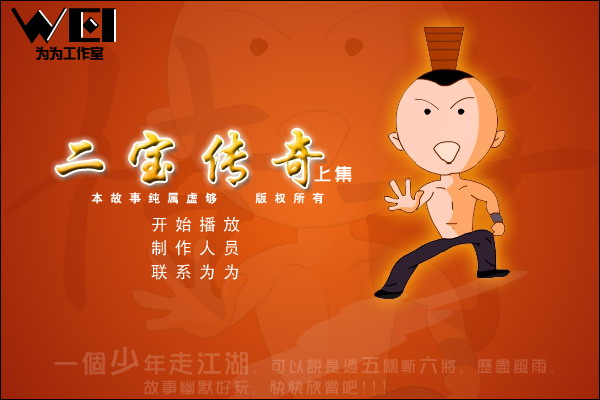 WEI
为为工作室
二宝传奇上集
本故事纯属虚够 版权所有
开始播放
制作人员
联系为为
一個少年走江湖，可以説是過五關斬六將，歷盡風雨，
故事幽默好玩，快快欣賞吧!!!